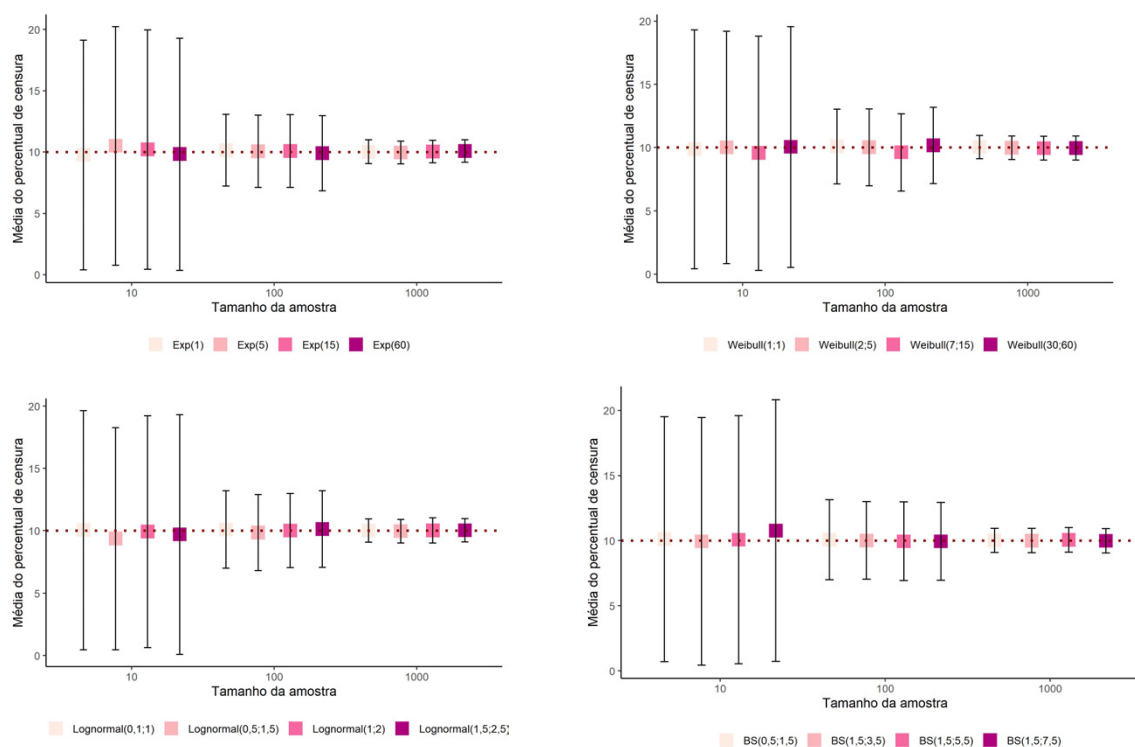 Média do percentual de censura
20
15
10
5
0
10
100
1000
Tamanho da amostra
Exp(1) Exp(5) Exp(15) Exp(60)
Média do percentual de censura
20
15
10
5
0
10
100
1000
Tamanho da amostra
Weibull(1;1) Weibull(2;5) Weibull(7;15) Weibull(30;60)
Média do percentual de censura
20
15
10
5
0
10
100
1000
Tamanho da amostra
Lognormal(0,1;1) Lognormal(0,5;1,5) Lognormal(1;2) Lognormal(1,5;2,5)
Média do percentual de censura
20
15
10
5
0
10
100
1000
Tamanho da amostra
BS(0,5;1,5) BS(1,5;3,5) BS(1,5;5,5) BS(1,5;7,5)